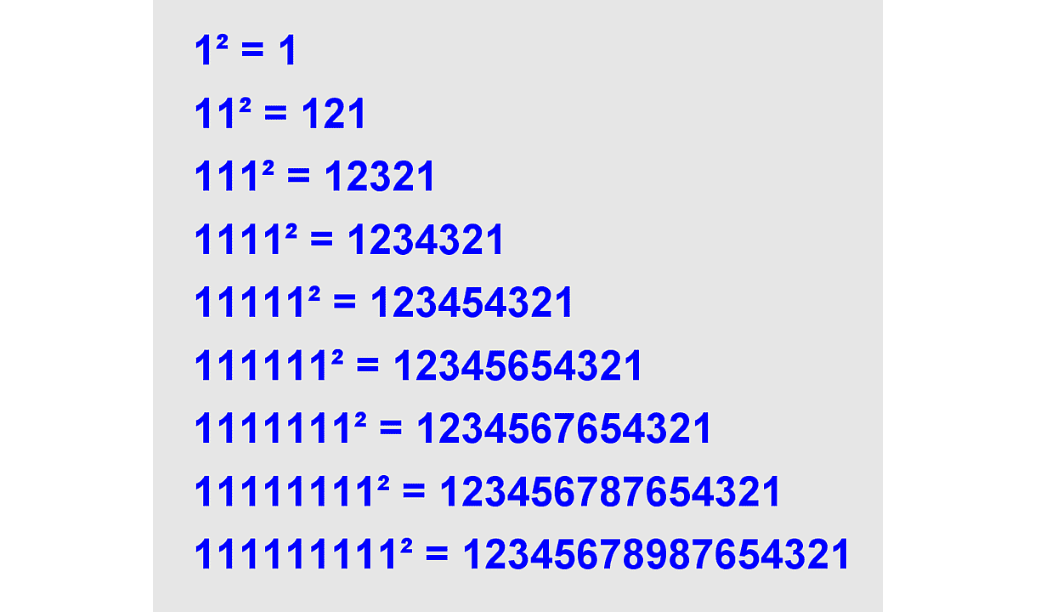 1² = 1
11² = 121
111² = 12321
1111² = 1234321
11111² = 123454321
111111² = 12345654321
1111111² = 1234567654321
11111111² = 123456787654321
111111111² = 12345678987654321